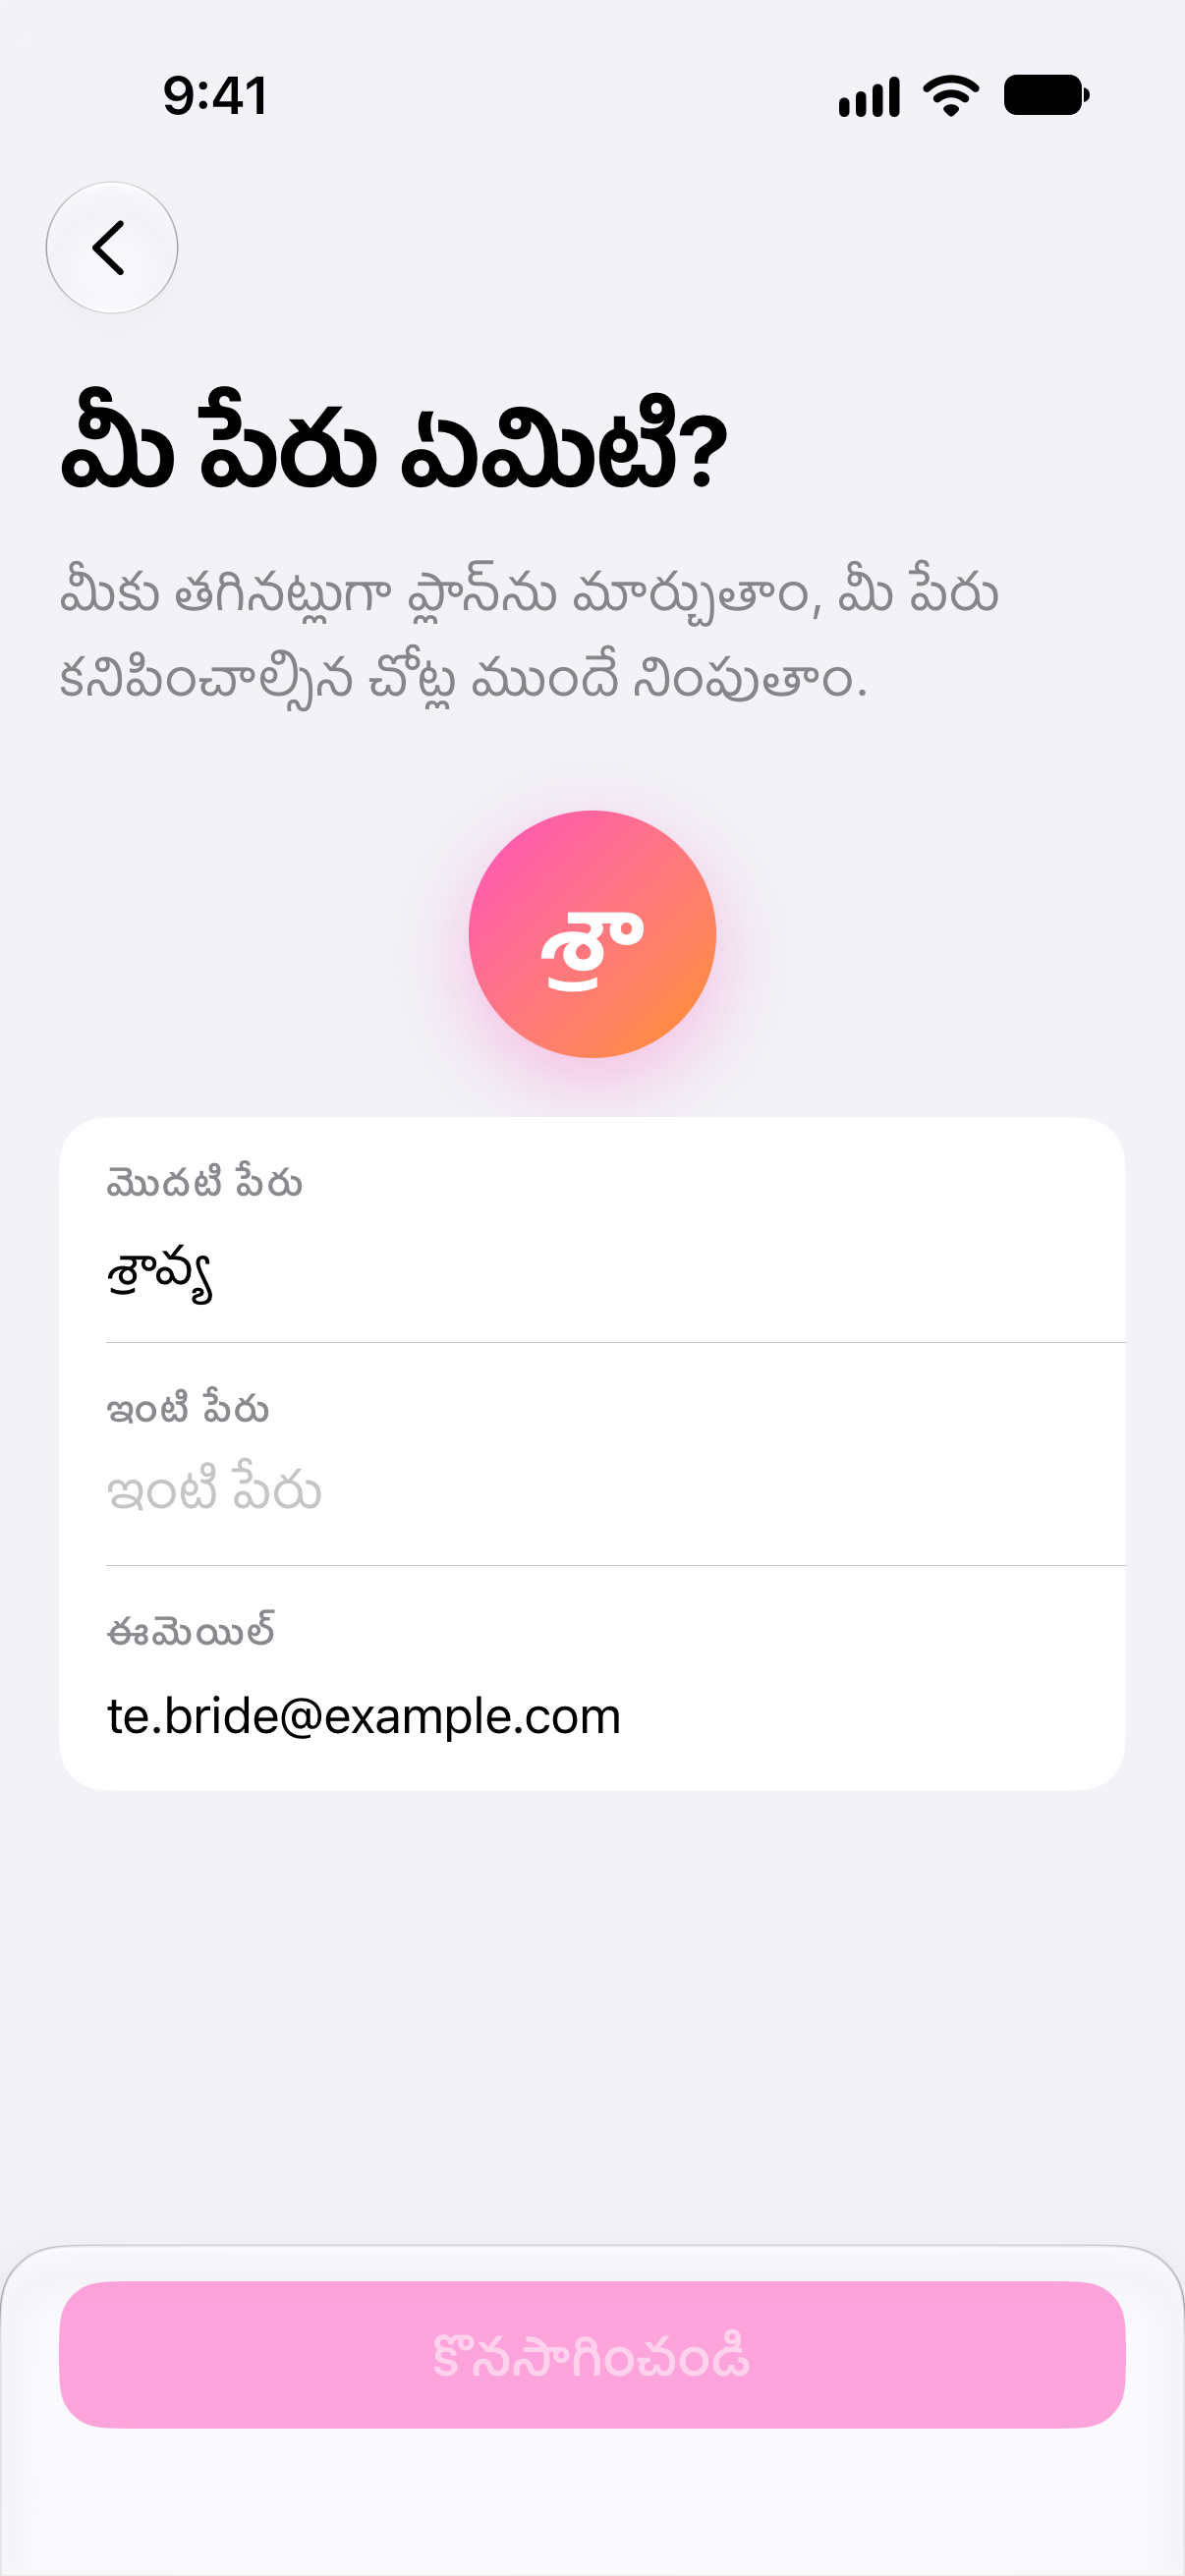 9:41
మీ పేరు ఏమిటి?
మీకు తగినట్లుగా ప్లాన్‌ను మార్చుతాం, మీ పేరు
కనిపించాల్సిన చోట్ల ముందే నింపుతాం.
శ్రా
మొదటి పేరు
శ్రావ్య
ఇంటి పేరు
ఇంటి పేరు
ఈమెయిల్
te.bride@example.com
కొనసాగించండి